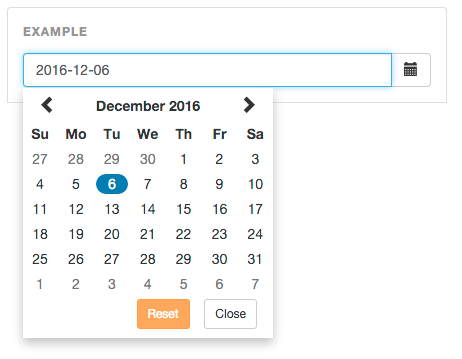 EXAMPLE
2016-12-06
December 2016
Su Mo Tu We Th Fr Sa
27 28 29 30 1 2 3
4 5 6 7 8 9 10
11 12 13 14 15 16 17
18 19 20 21 22 23 24
25 26 27 28 29 30 31
1 2 3 4 5 6 7
Reset Close